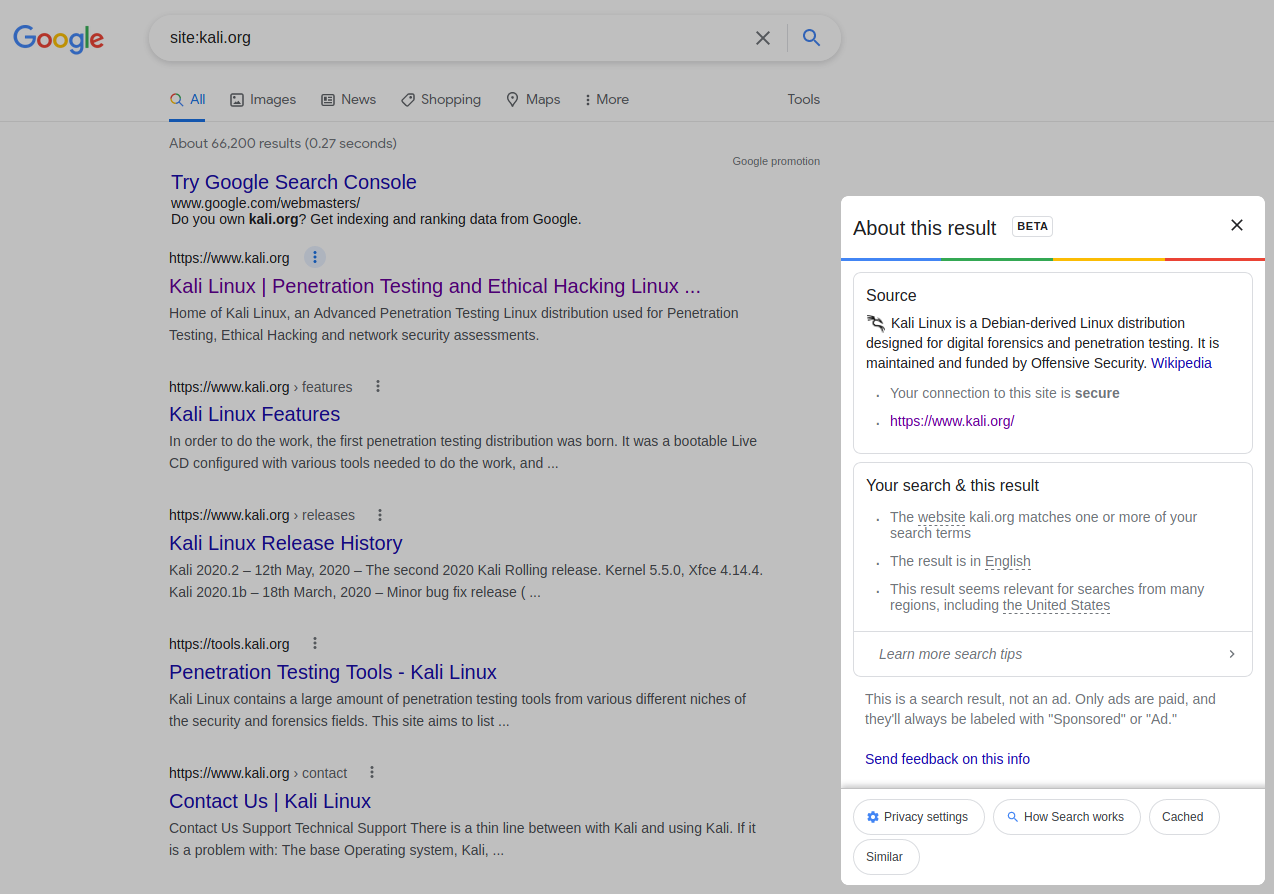 Google
site:kali.org
All Images News Shopping Maps More Tools
About 66,200 results (0.27 seconds)
Google promotion
Try Google Search Console
www.google.com/webmasters/
Do you own kali.org? Get indexing and ranking data from Google.
https://www.kali.org
Kali Linux | Penetration Testing and Ethical Hacking Linux ...
Home of Kali Linux, an Advanced Penetration Testing Linux distribution used for Penetration
Testing, Ethical Hacking and network security assessments.
https://www.kali.org › features
Kali Linux Features
In order to do the work, the first penetration testing distribution was born. It was a bootable Live
CD configured with various tools needed to do the work, and ...
https://www.kali.org › releases
Kali Linux Release History
Kali 2020.2 – 12th May, 2020 – The second 2020 Kali Rolling release. Kernel 5.5.0, Xfce 4.14.4.
Kali 2020.1b – 18th March, 2020 – Minor bug fix release ( ...
https://tools.kali.org
Penetration Testing Tools - Kali Linux
Kali Linux contains a large amount of penetration testing tools from various different niches of
the security and forensics fields. This site aims to list ...
https://www.kali.org › contact
Contact Us | Kali Linux
Contact Us Support Technical Support There is a thin line between with Kali and using Kali. If it
is a problem with: The base Operating system, Kali, ...
About this result BETA
Source
Kali Linux is a Debian-derived Linux distribution
designed for digital forensics and penetration testing. It is
maintained and funded by Offensive Security. Wikipedia
Your connection to this site is secure
https://www.kali.org/
Your search & this result
The website kali.org matches one or more of your
search terms
The result is in English
This result seems relevant for searches from many
regions, including the United States
Learn more search tips
This is a search result, not an ad. Only ads are paid, and
they'll always be labeled with "Sponsored" or "Ad."
Send feedback on this info
Privacy settings How Search works Cached
Similar